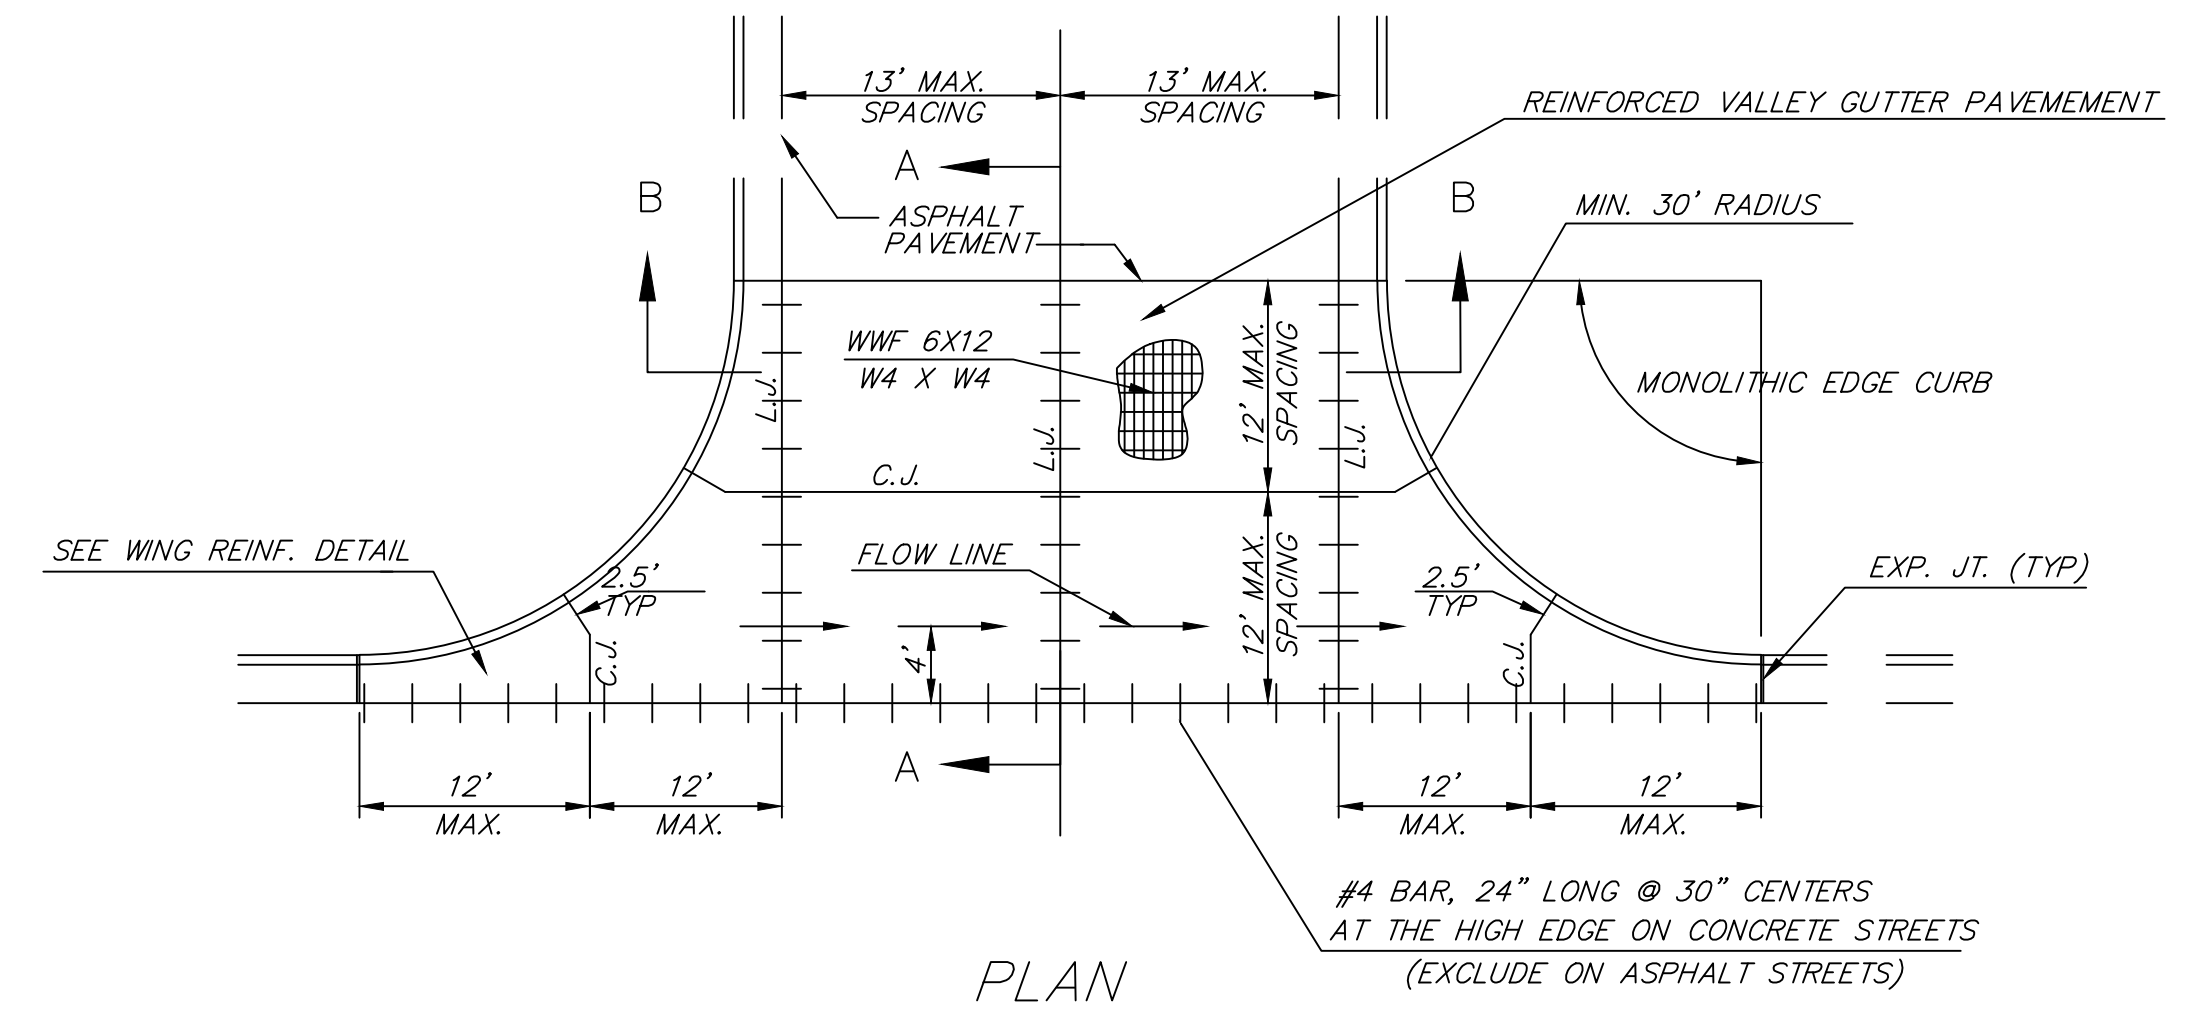 13' MAX.
SPACING
13' MAX.
SPACING
REINFORCED VALLEY GUTTER PAVEMEMENT
A
B
B
MIN. 30' RADIUS
ASPHALT
PAVEMENT
WWF 6X12
W4 X W4
12' MAX.
SPACING
MONOLITHIC EDGE CURB
L.J.
L.J.
L.J.
C.J.
SEE WING REINF. DETAIL
2.5'
TYP
FLOW LINE
12' MAX.
SPACING
2.5'
TYP
EXP. JT. (TYP)
C.J.
4'
C.J.
A
12'
MAX.
12'
MAX.
12'
MAX.
12'
MAX.
#4 BAR, 24" LONG @ 30" CENTERS
AT THE HIGH EDGE ON CONCRETE STREETS
(EXCLUDE ON ASPHALT STREETS)
PLAN